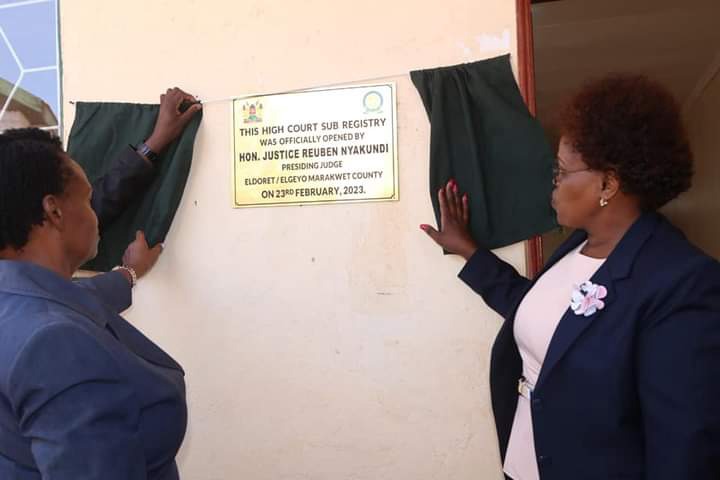 THIS HIGH COURT SUB REGISTRY
WAS OFFICIALLY OPENED BY
HON. JUSTICE REUBEN NYAKUNDI
PRESIDING JUDGE
ELDORET / ELGEYO MARAKWET COUNTY
ON 23RD FEBRUARY, 2023.